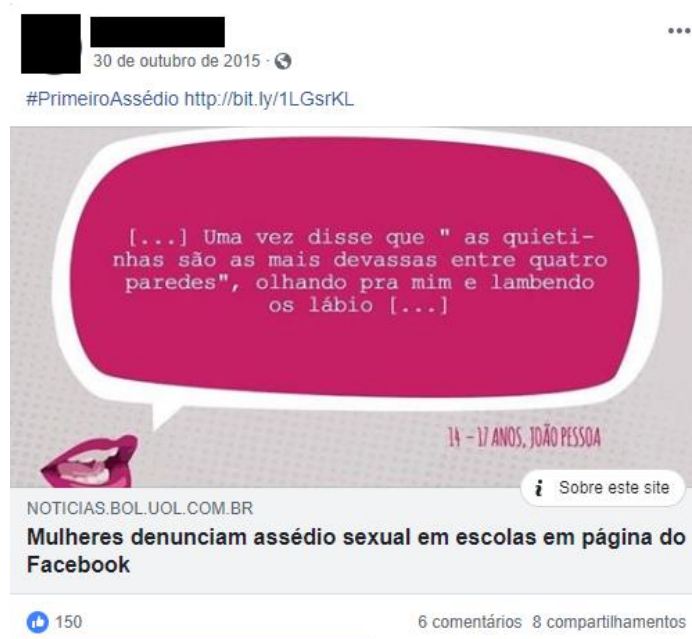 30 de outubro de 2015 ·
#PrimeiroAssédio http://bit.ly/1LGsrKL
[...] Uma vez disse que " as quieti-
nhas são as mais devassas entre quatro
paredes", olhando pra mim e lambendo
os lábio [...]
14 - 17 ANOS, JOÃO PESSOA
i Sobre este site
NOTICIAS.BOL.UOL.COM.BR
Mulheres denunciam assédio sexual em escolas em página do
Facebook
150 6 comentários 8 compartilhamentos